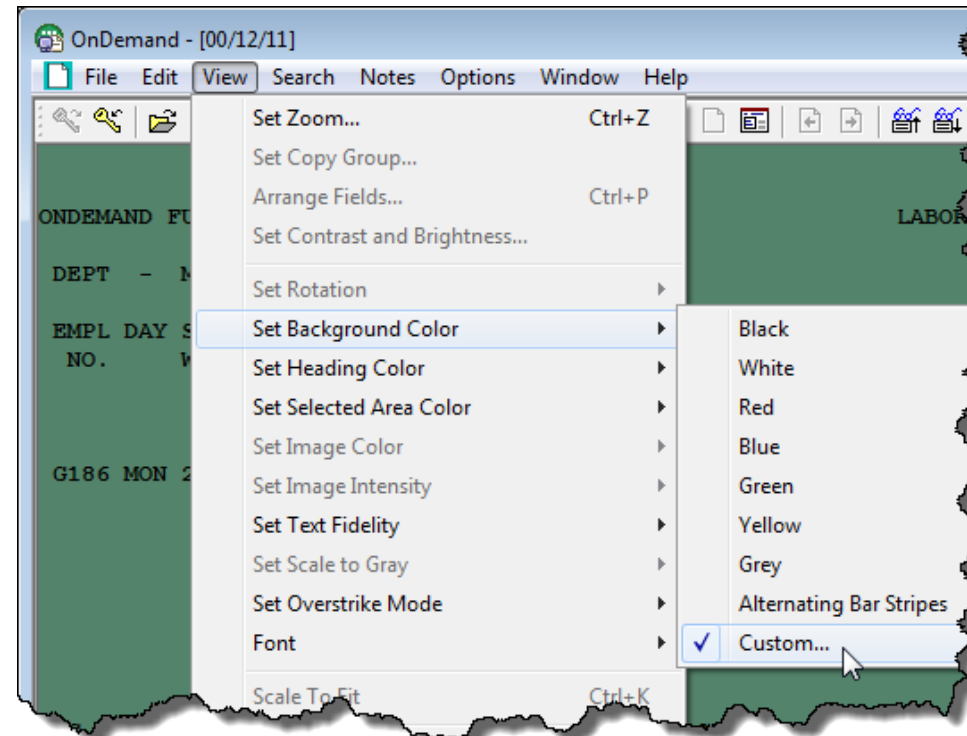 OnDemand - [00/12/11]
File Edit View Search Notes Options Window Help
Set Zoom... Ctrl+Z
Set Copy Group...
Arrange Fields... Ctrl+P
Set Contrast and Brightness...
Set Rotation
Set Background Color
Set Heading Color
Set Selected Area Color
Set Image Color
Set Image Intensity
Set Text Fidelity
Set Scale to Gray
Set Overstrike Mode
Font
Scale To Fit Ctrl+K
Black
White
Red
Blue
Green
Yellow
Grey
Alternating Bar Stripes
Custom...
ONDEMAND FU LABOR
DEPT - M
EMPL DAY S
NO. W
G186 MON 2